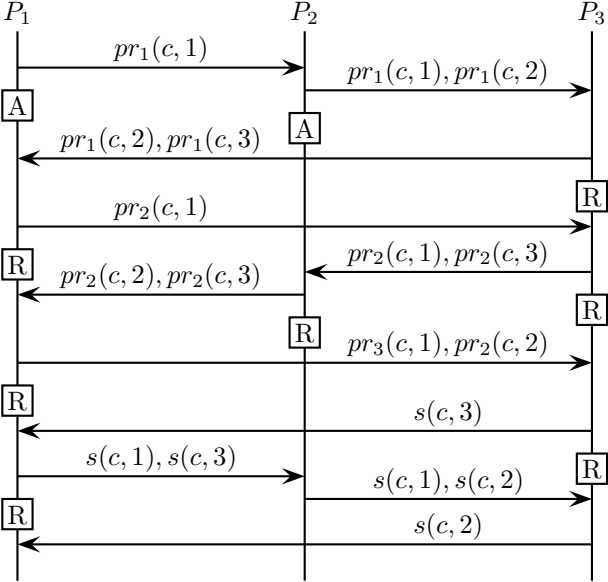 P₁ P₂ P₃
pr₁(c, 1)
pr₁(c, 1), pr₁(c, 2)
A
A
pr₁(c, 2), pr₁(c, 3)
R
pr₂(c, 1)
R
pr₂(c, 1), pr₂(c, 3)
pr₂(c, 2), pr₂(c, 3)
R
R
pr₃(c, 1), pr₂(c, 2)
R
s(c, 3)
s(c, 1), s(c, 3)
R
s(c, 1), s(c, 2)
R
s(c, 2)